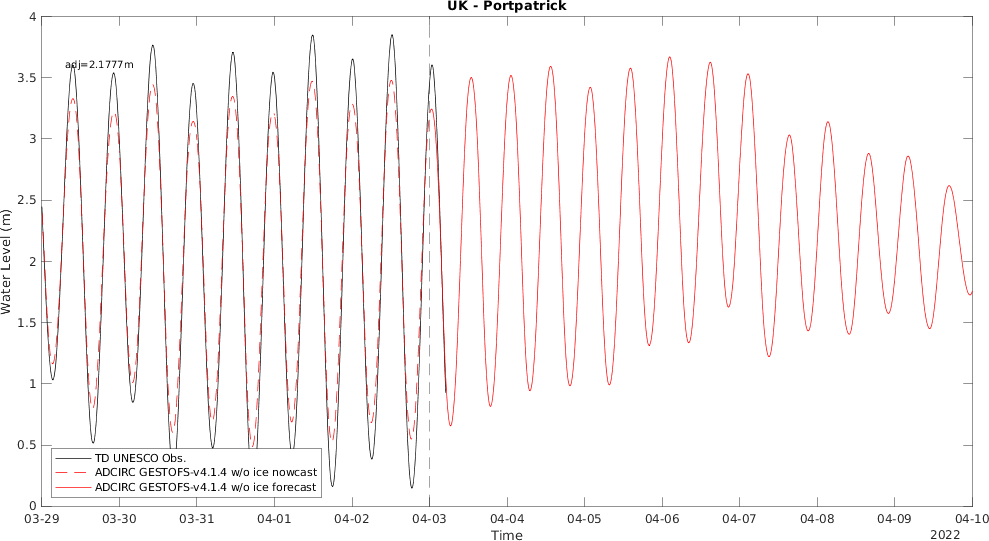 UK - Portpatrick
adj=2.1777m
Water Level (m)
4
3.5
3
2.5
2
1.5
1
0.5
0
TD UNESCO Obs.
ADCIRC GESTOFS-v4.1.4 w/o ice nowcast
ADCIRC GESTOFS-v4.1.4 w/o ice forecast
03-29 03-30 03-31 04-01 04-02 04-03 04-04 04-05 04-06 04-07 04-08 04-09 04-10
Time
2022